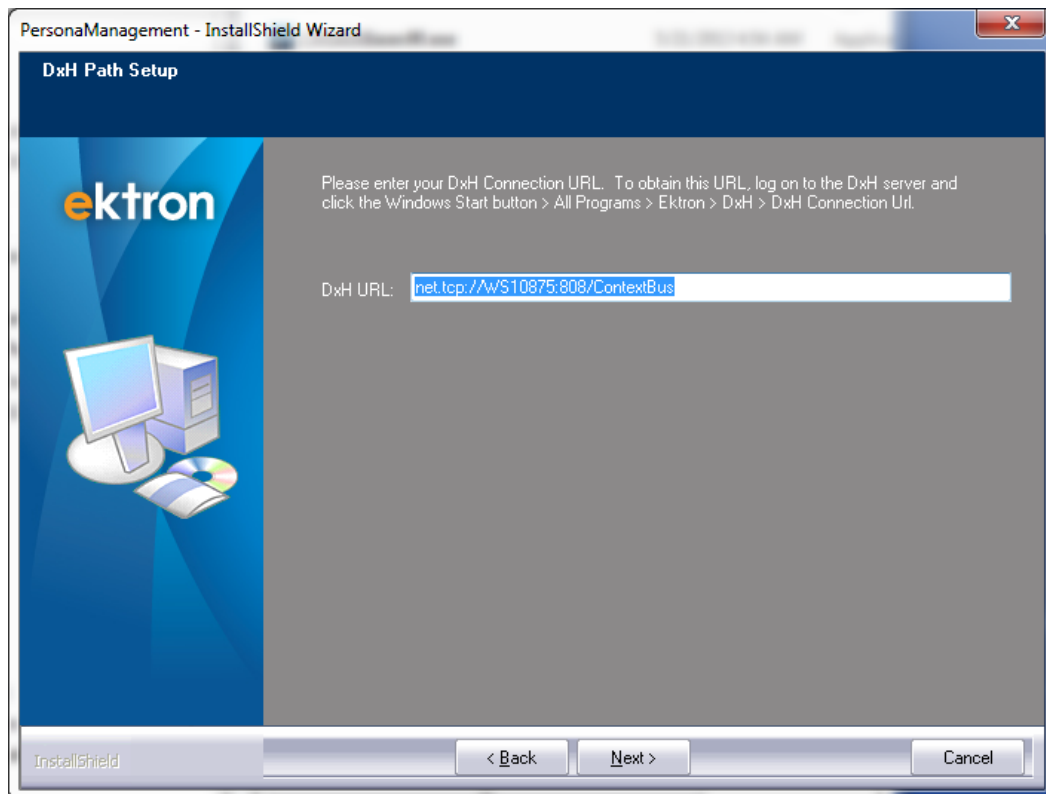 PersonaManagement - InstallShield Wizard
DxH Path Setup
ektron
Please enter your DxH Connection URL. To obtain this URL, log on to the DxH server and
click the Windows Start button > All Programs > Ektron > DxH > DxH Connection Url.
DxH URL: net.tcp://WS10875:808/ContextBus
InstallShield
< Back Next > Cancel